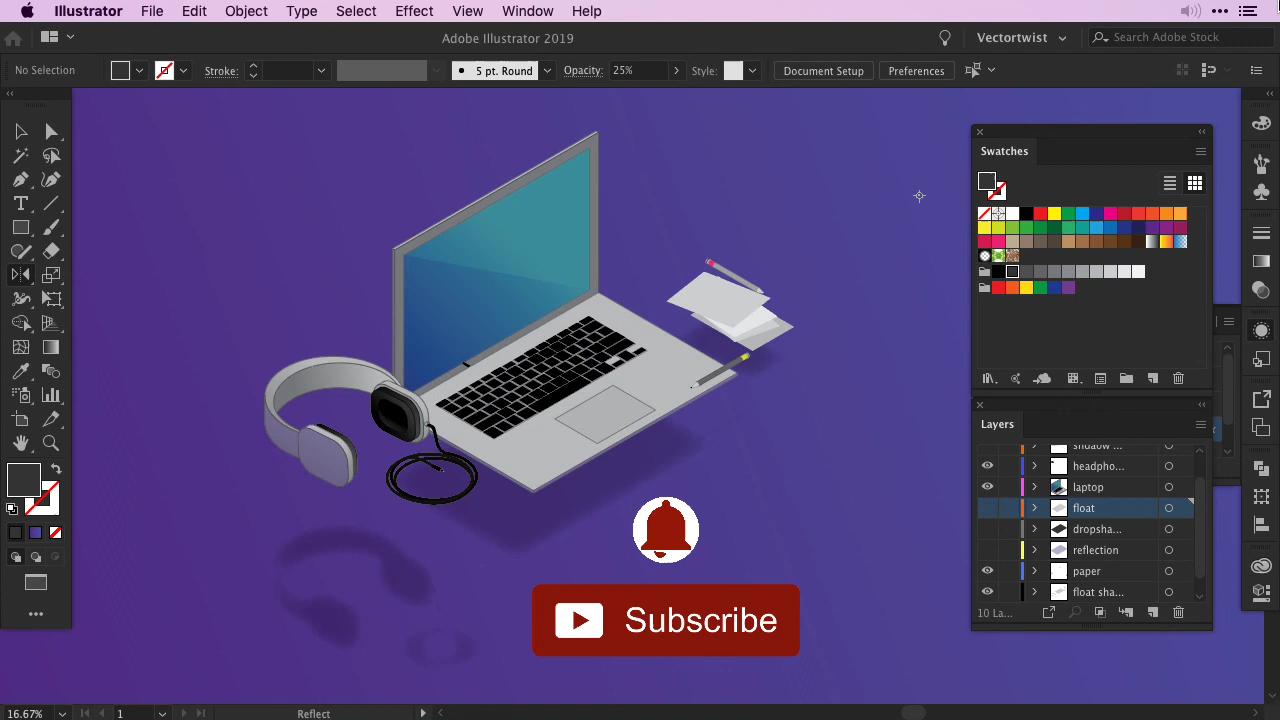 Illustrator File Edit Object Type Select Effect View Window Help
Adobe Illustrator 2019
Vectortwist
Search Adobe Stock
No Selection
Stroke:
5 pt. Round
Opacity: 25%
Style:
Document Setup
Preferences
Swatches
Layers
headpho...
laptop
float
dropsha...
reflection
paper
float sha...
10 La...
Subscribe
16.67%
1
Reflect